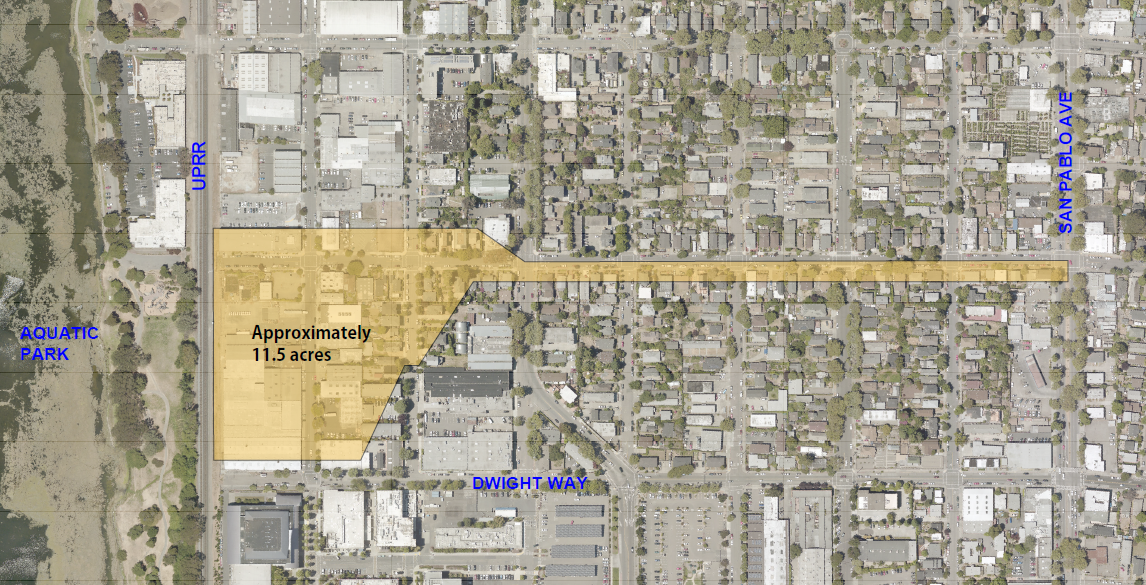 SAN PABLO AVE
UPRR
AQUATIC
PARK
Approximately
11.5 acres
DWIGHT WAY